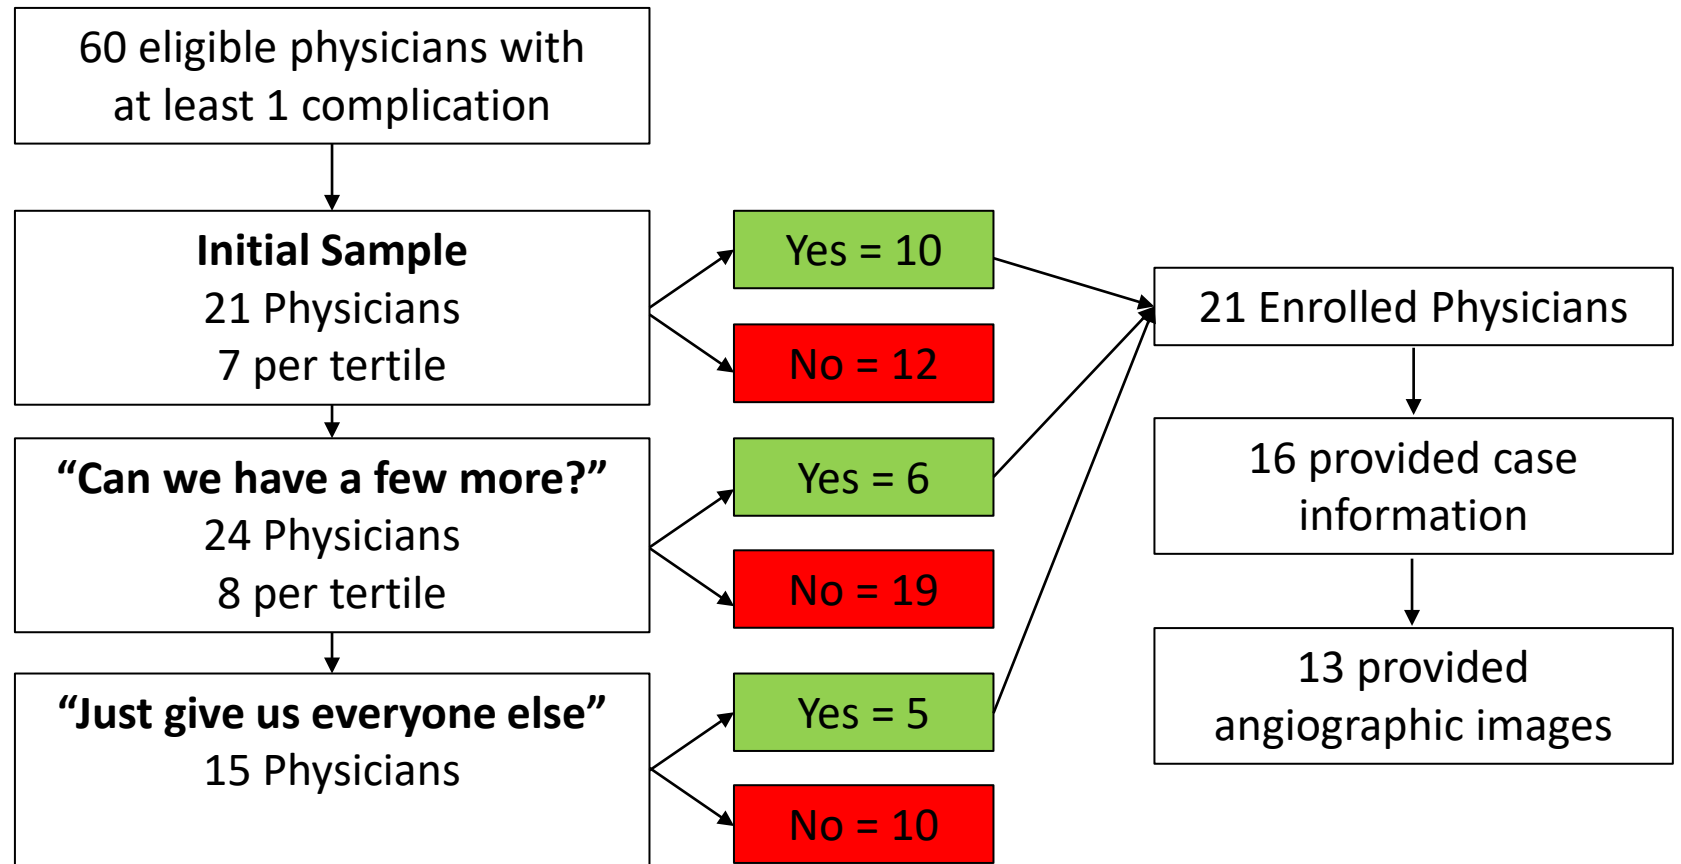 60 eligible physicians with
at least 1 complication
Initial Sample
21 Physicians
7 per tertile
Yes = 10
No = 12
“Can we have a few more?”
24 Physicians
8 per tertile
Yes = 6
No = 19
“Just give us everyone else”
15 Physicians
Yes = 5
No = 10
21 Enrolled Physicians
16 provided case
information
13 provided
angiographic images